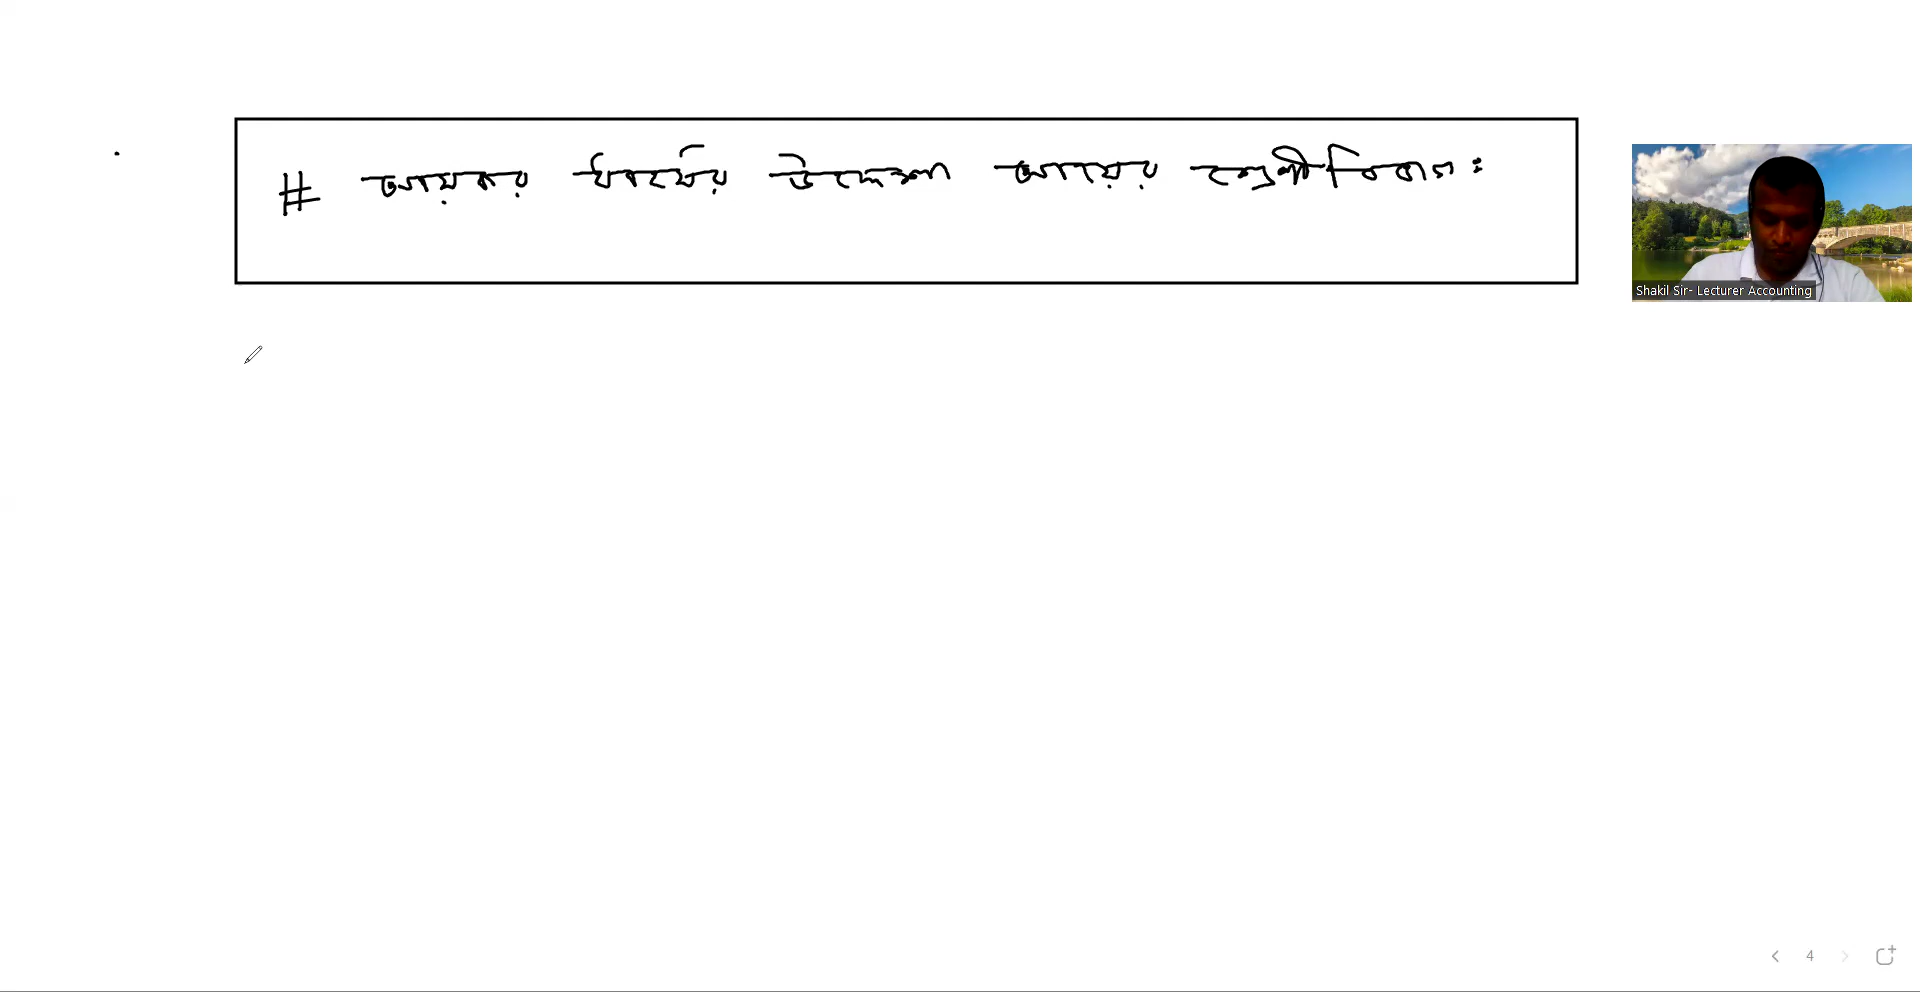 # আয়কর ধার্যের উদ্দেশ্যে আয়ের শ্রেণীবিভাগ :
Shakil Sir- Lecturer Accounting
4